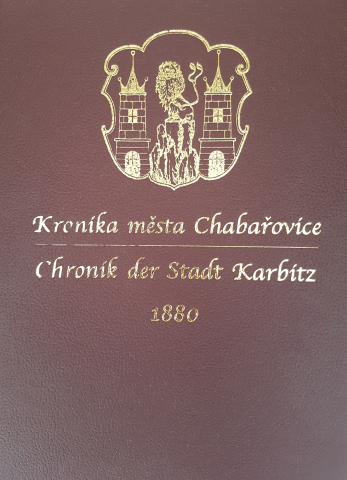 Kronika města Chabařovice
Chronik der Stadt Karbitz
1880